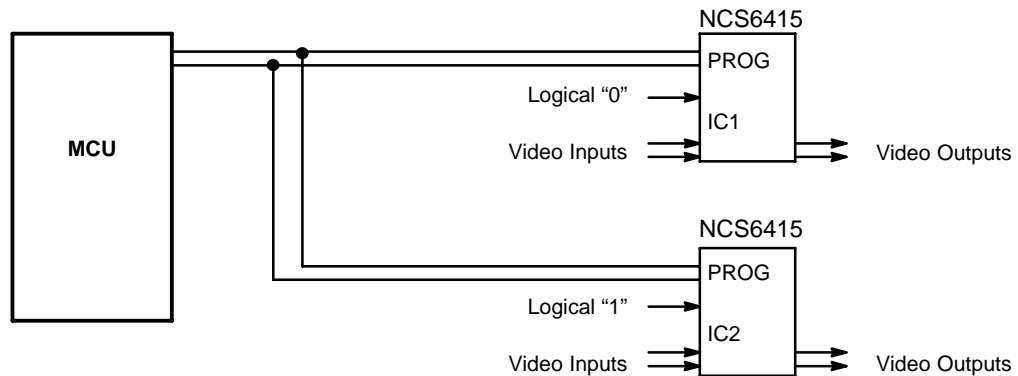 NCS6415
PROG
Logical “0”
IC1
MCU
Video Inputs
Video Outputs
NCS6415
PROG
Logical “1”
IC2
Video Inputs
Video Outputs